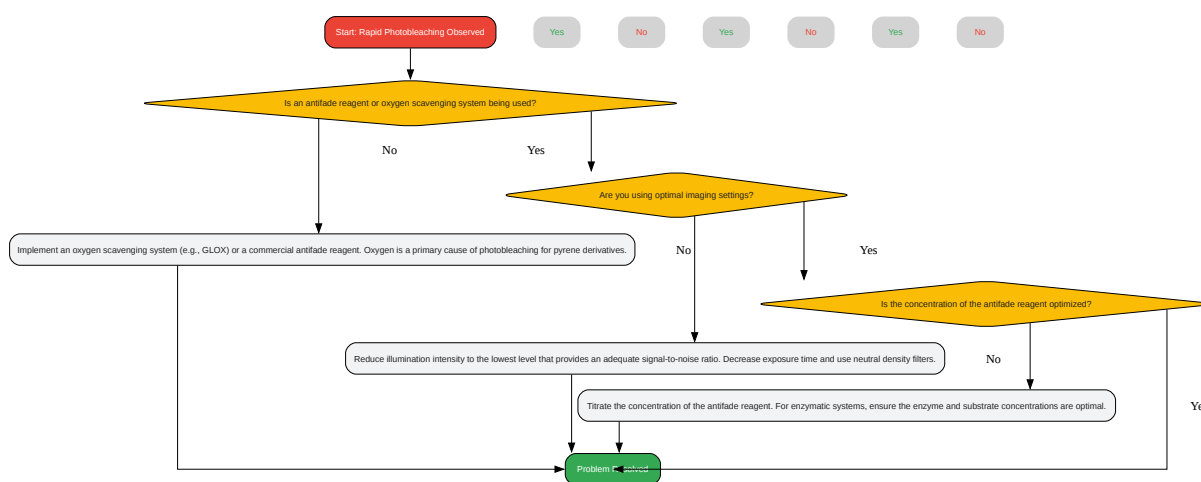 Start: Rapid Photobleaching Observed
Yes
No
Yes
No
Yes
No
Is an antifade reagent or oxygen scavenging system being used?
No
Yes
Are you using optimal imaging settings?
Implement an oxygen scavenging system (e.g., GLOX) or a commercial antifade reagent. Oxygen is a primary cause of photobleaching for pyrene derivatives.
No
Yes
Is the concentration of the antifade reagent optimized?
Reduce illumination intensity to the lowest level that provides an adequate signal-to-noise ratio. Decrease exposure time and use neutral density filters.
No
Titrate the concentration of the antifade reagent. For enzymatic systems, ensure the enzyme and substrate concentrations are optimal.
Ye
Problem Resolved